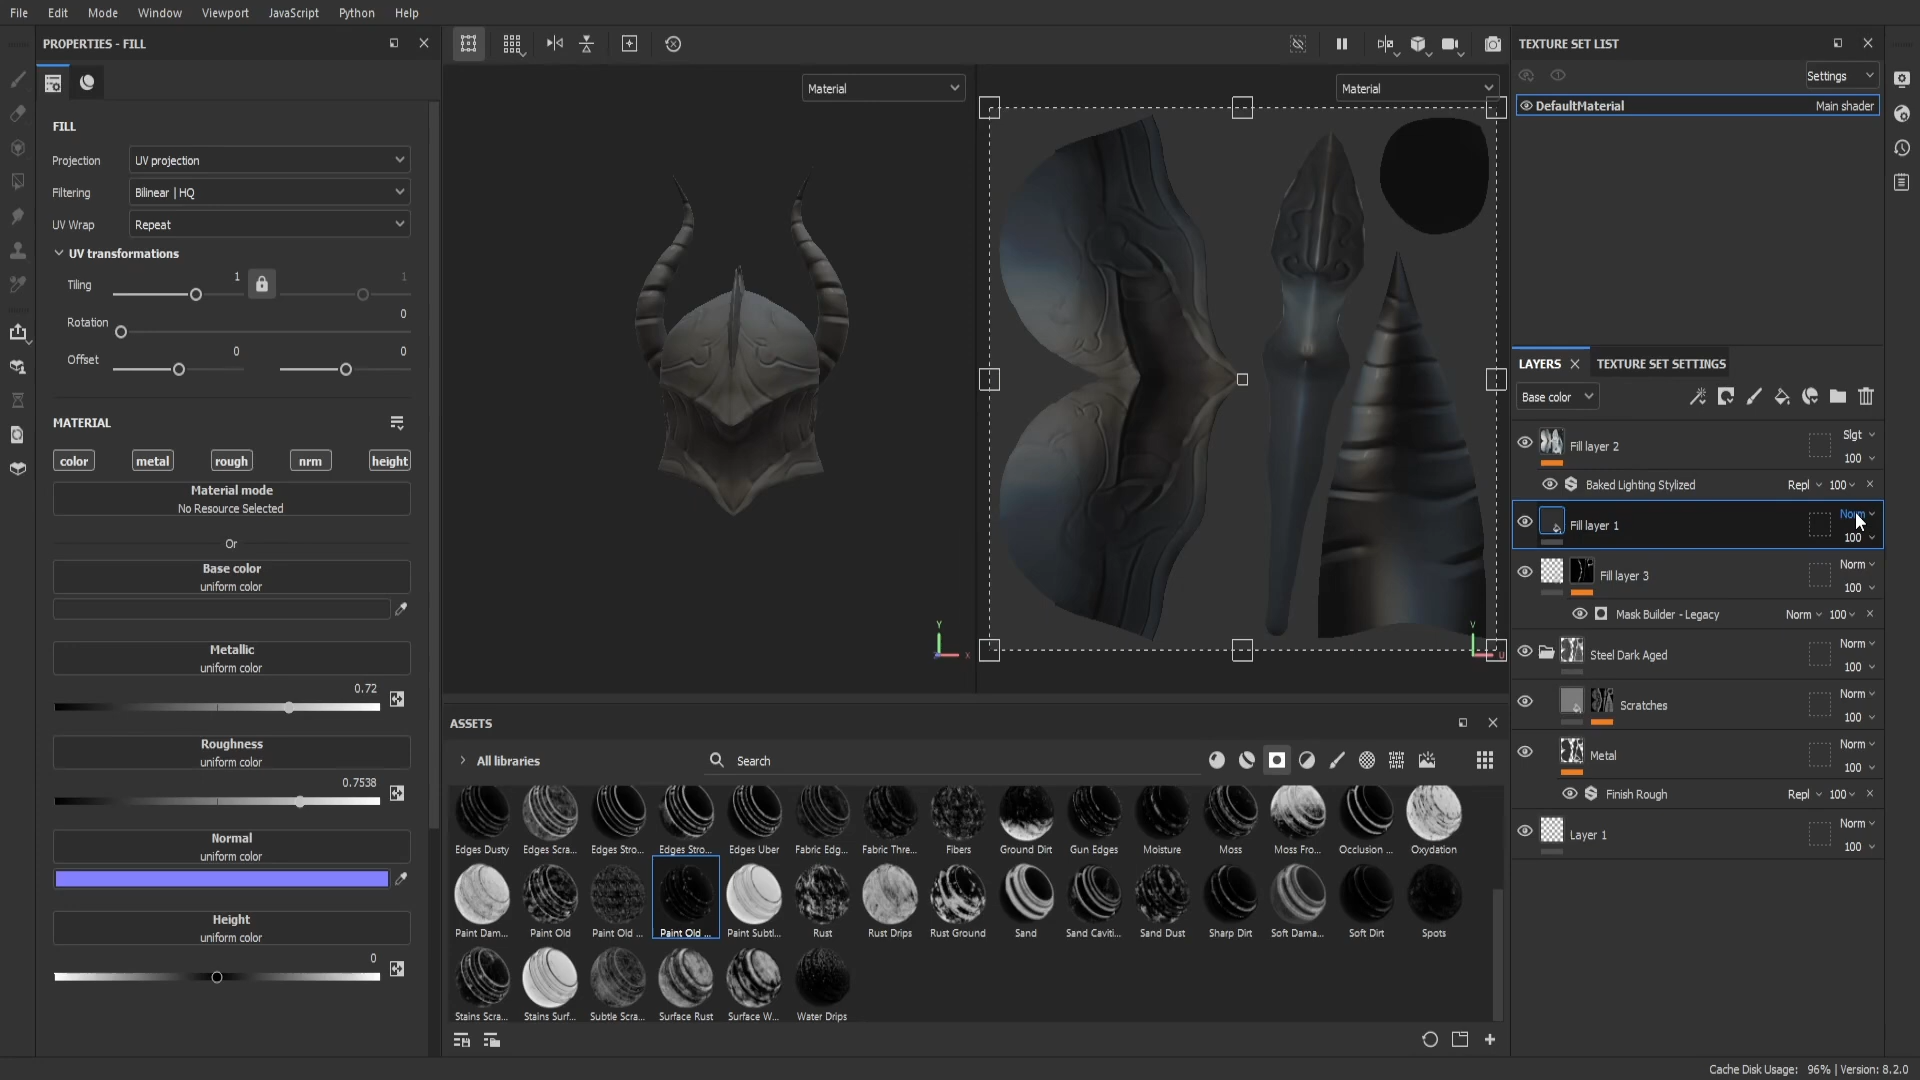 File Edit Mode Window Viewport JavaScript Python Help
PROPERTIES - FILL
FILL
Projection UV projection
Filtering Bilinear | HQ
UV Wrap Repeat
UV transformations
Tiling 1 1
Rotation 0
Offset 0 0
MATERIAL
color metal rough nrm height
Material mode
No Resource Selected
Or
Base color
uniform color
Metallic
uniform color
0.72
Roughness
uniform color
0.7538
Normal
uniform color
Height
uniform color
0
Material
Material
Y
X
V
U
ASSETS
All libraries Search
Edges Dusty Edges Scra... Edges Stro... Edges Stro... Edges Uber Fabric Edg... Fabric Thre... Fibers Ground Dirt Gun Edges Moisture Moss Moss Fro... Occlusion ... Oxydation
Paint Dam... Paint Old Paint Old ... Paint Old ... Paint Subtl... Rust Rust Drips Rust Ground Sand Sand Caviti... Sand Dust Sharp Dirt Soft Dama... Soft Dirt Spots
Stains Scra... Stains Surf... Subtle Scra... Surface Rust Surface W... Water Drips
TEXTURE SET LIST
Settings
DefaultMaterial Main shader
LAYERS TEXTURE SET SETTINGS
Base color
Fill layer 2 Slgt
100
Baked Lighting Stylized Repl 100
Fill layer 1 Norm
100
Fill layer 3 Norm
100
Mask Builder - Legacy Norm 100
Steel Dark Aged Norm
100
Scratches Norm
100
Metal Norm
100
Finish Rough Repl 100
Layer 1 Norm
100
Cache Disk Usage: 96% | Version: 8.2.0